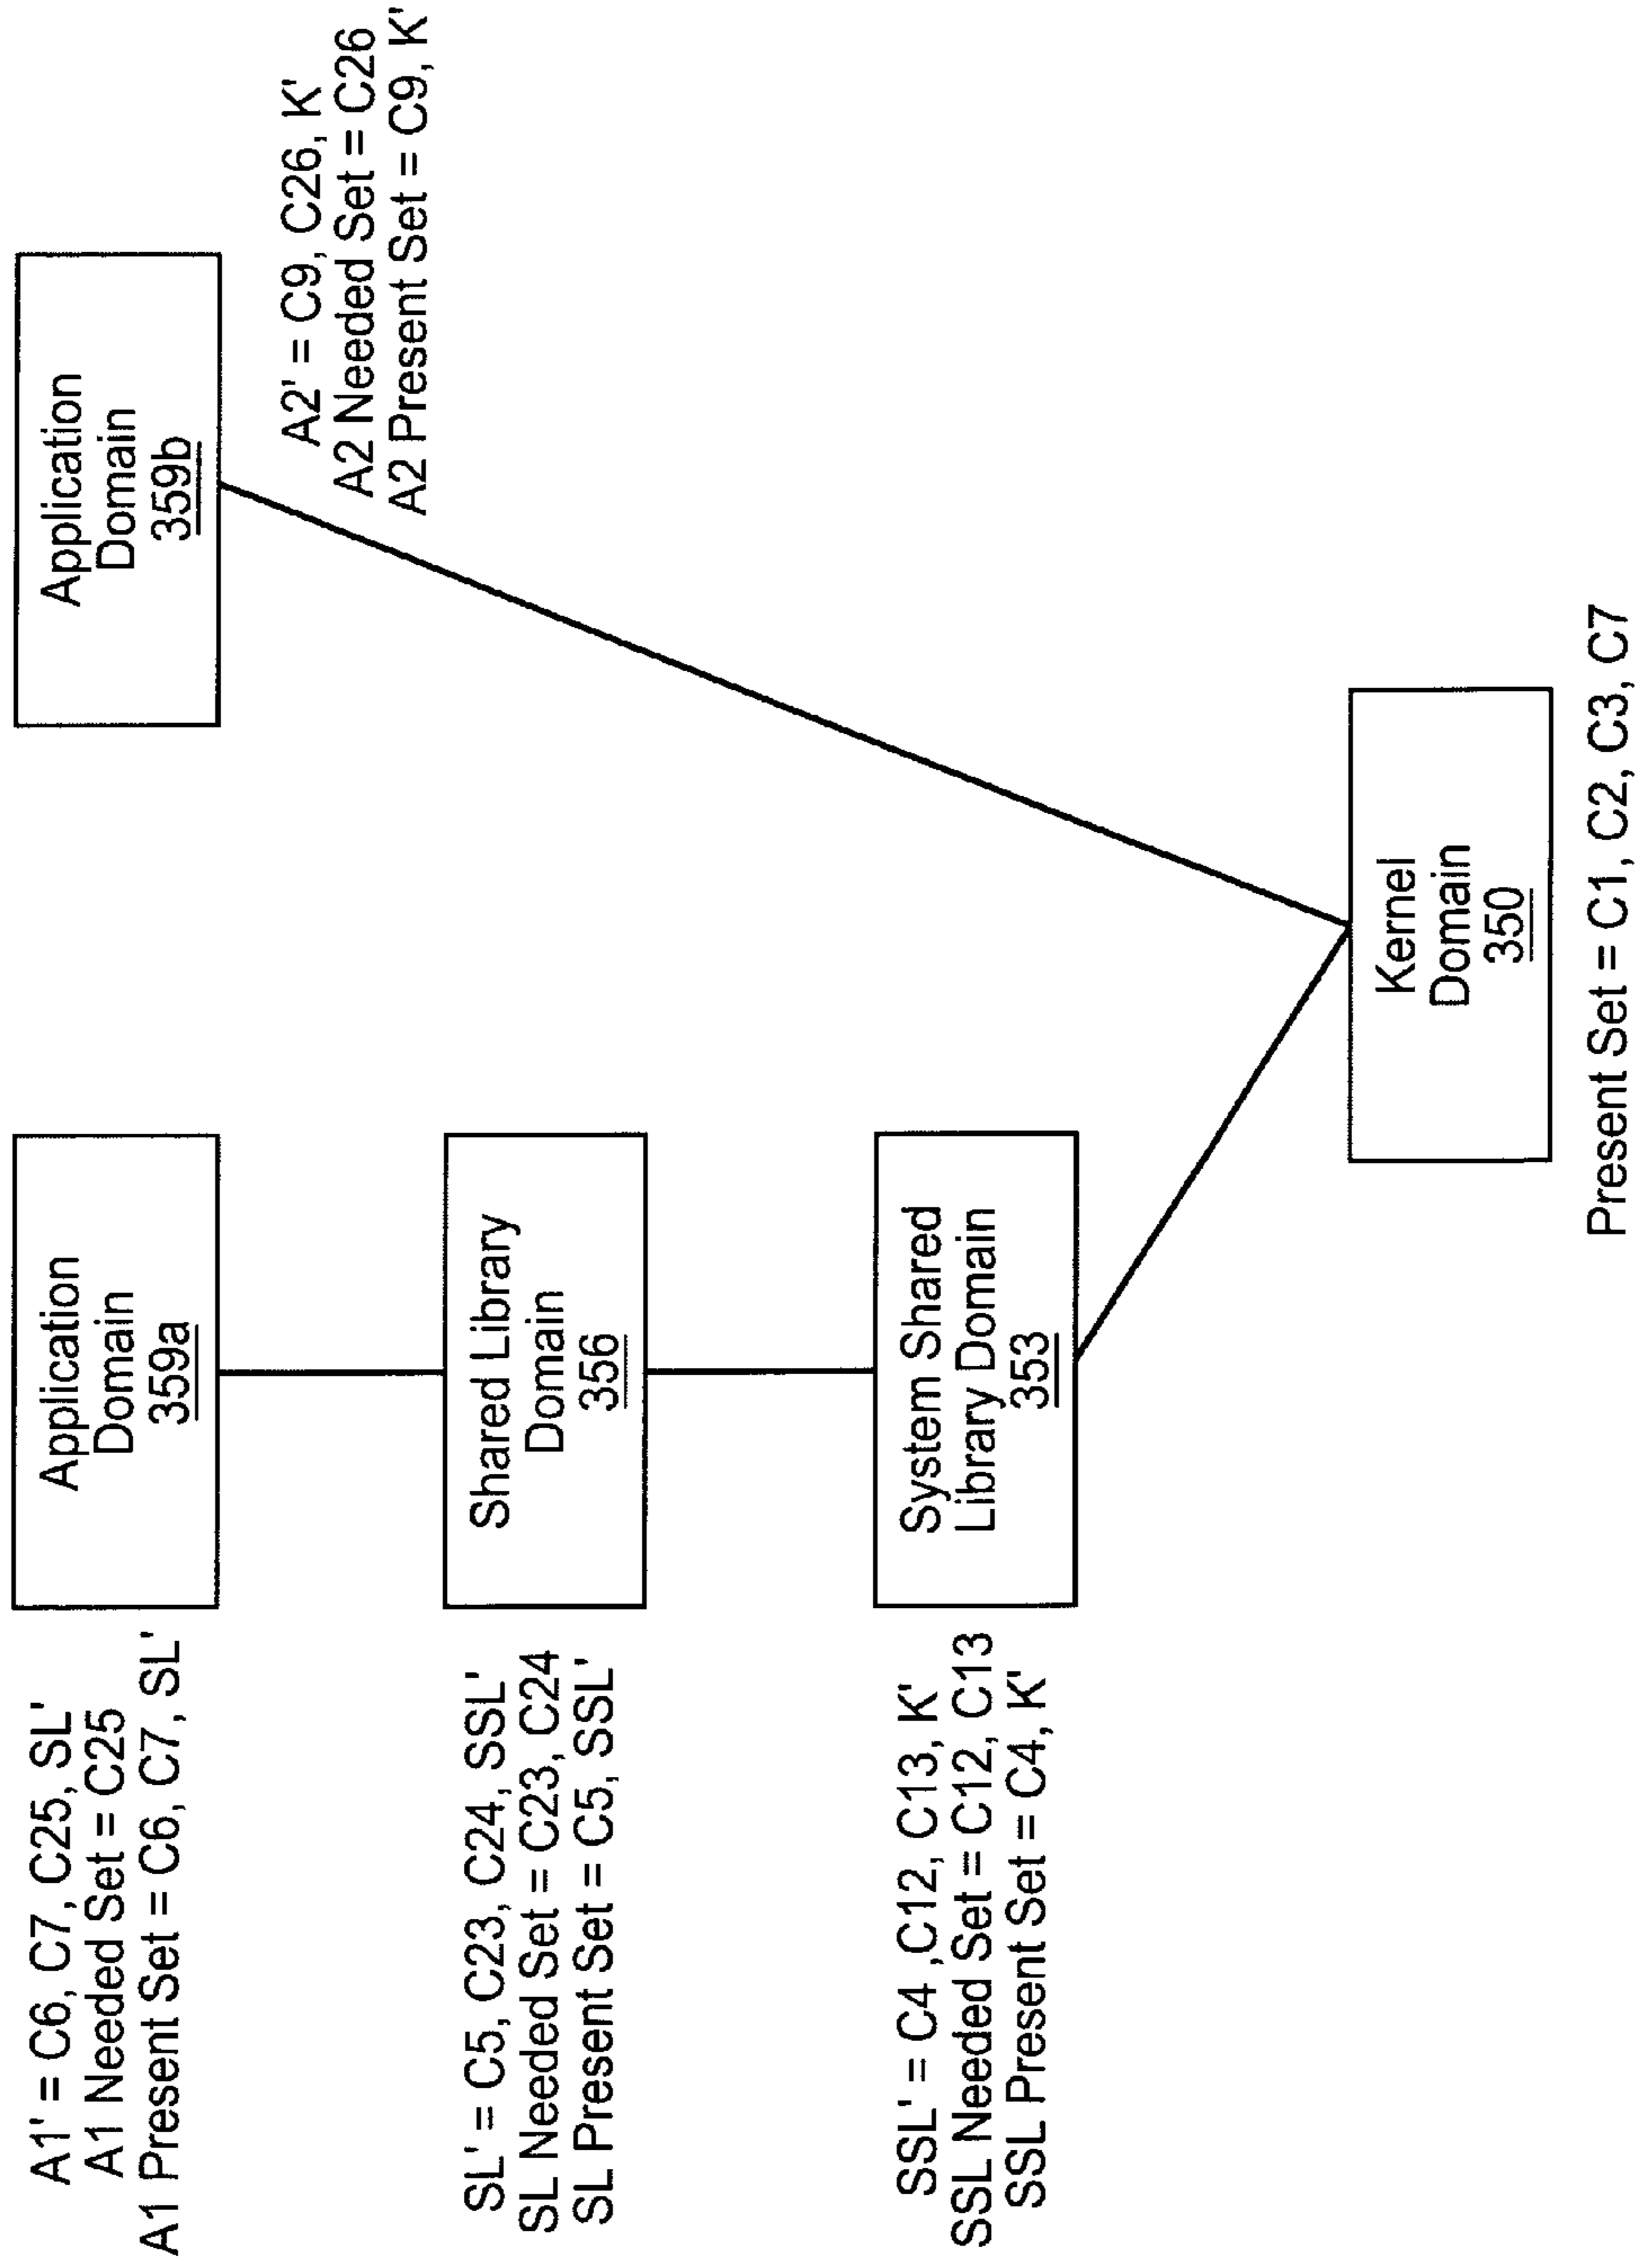 A1' = C6, C7, C25, SL'
A1 Needed Set = C25
A1 Present Set = C6, C7, SL'
Application
Domain
359a
Application
Domain
359b
A2' = C9, C26, K'
A2 Needed Set = C26
A2 Present Set = C9, K'
SL' = C5, C23, C24, SSL'
SL Needed Set = C23, C24
SL Present Set = C5, SSL'
Shared Library
Domain
356
SSL' = C4 ,C12, C13, K'
SSL Needed Set = C12, C13
SSL Present Set = C4, K'
System Shared
Library Domain
353
Kernel
Domain
350
Present Set = C1, C2, C3, C7